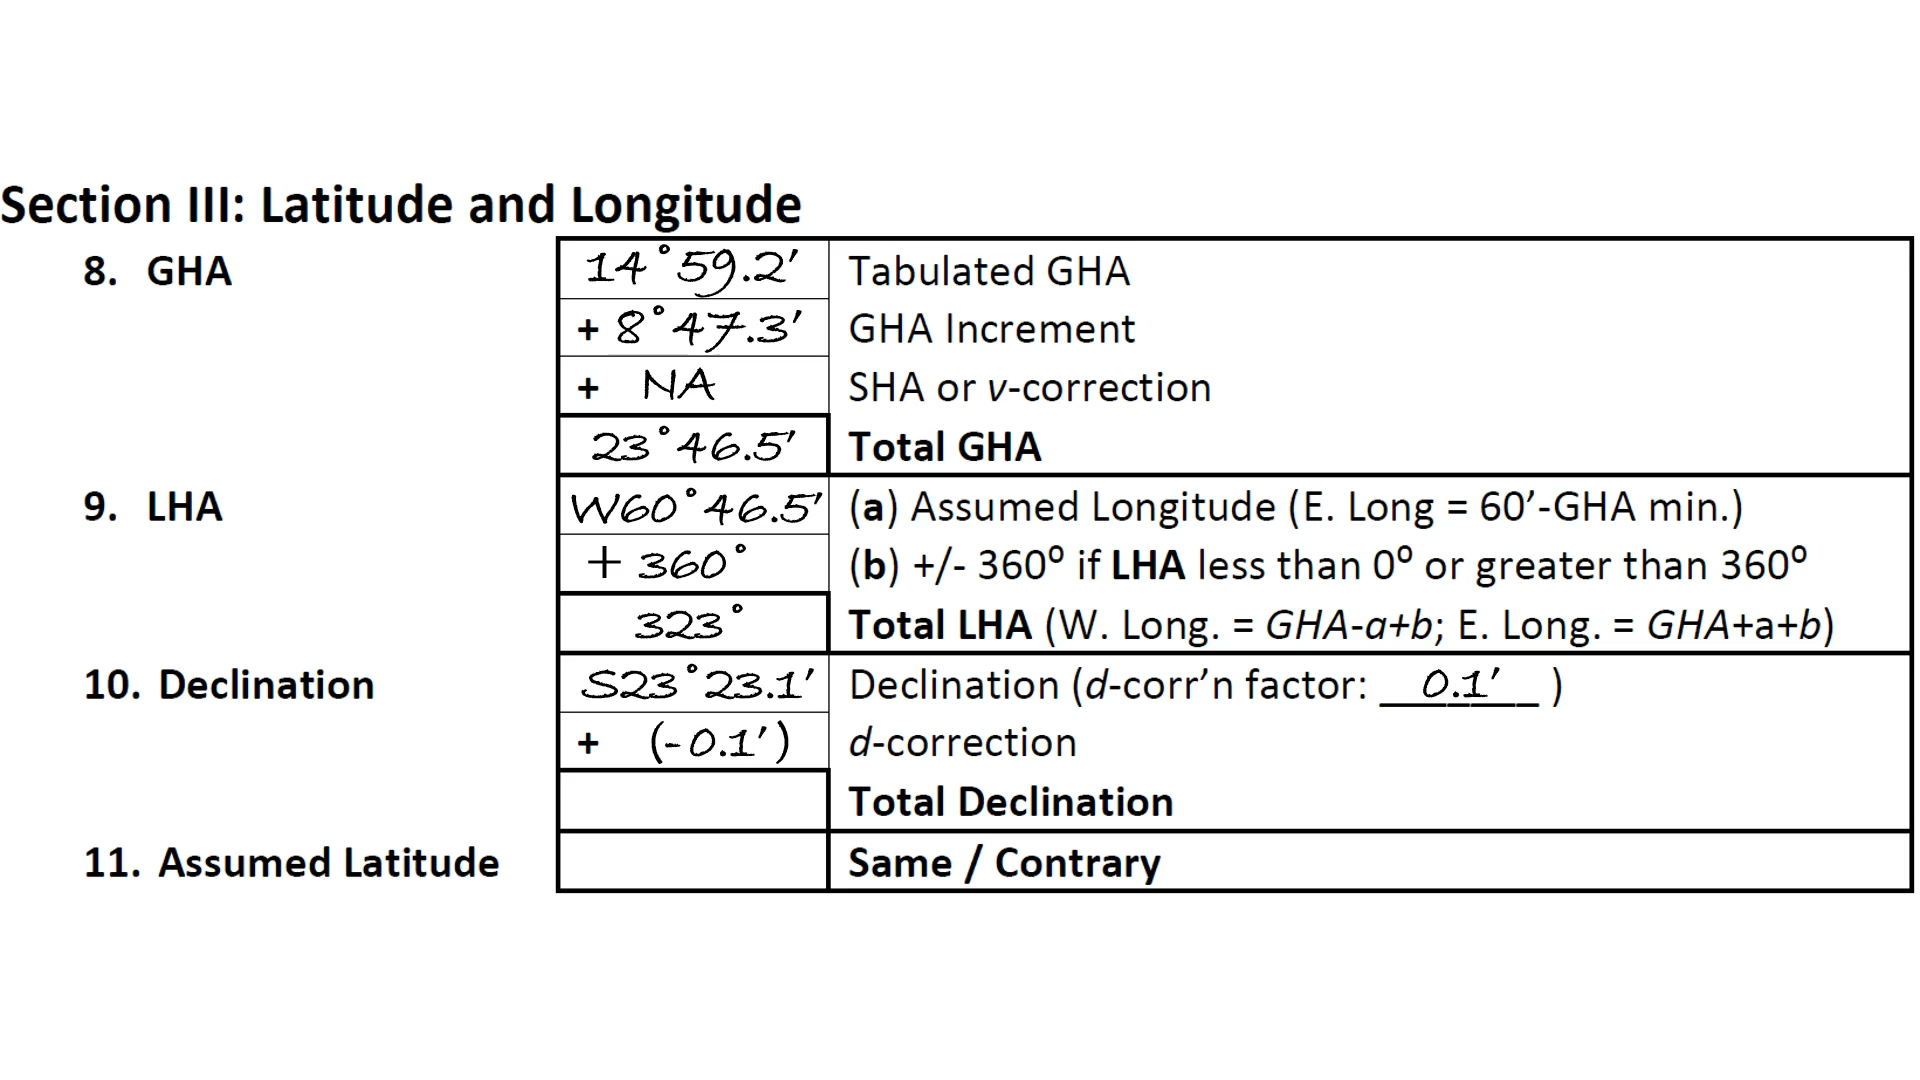 Section III: Latitude and Longitude
8. GHA 14°59.2' Tabulated GHA
+ 8°47.3' GHA Increment
+ NA SHA or v-correction
23°46.5' Total GHA
9. LHA W60°46.5' (a) Assumed Longitude (E. Long = 60’-GHA min.)
+ 360° (b) +/- 360⁰ if LHA less than 0⁰ or greater than 360⁰
323° Total LHA (W. Long. = GHA-a+b; E. Long. = GHA+a+b)
10. Declination S23°23.1' Declination (d-corr’n factor: 0.1' )
+ (-0.1') d-correction
Total Declination
11. Assumed Latitude Same / Contrary